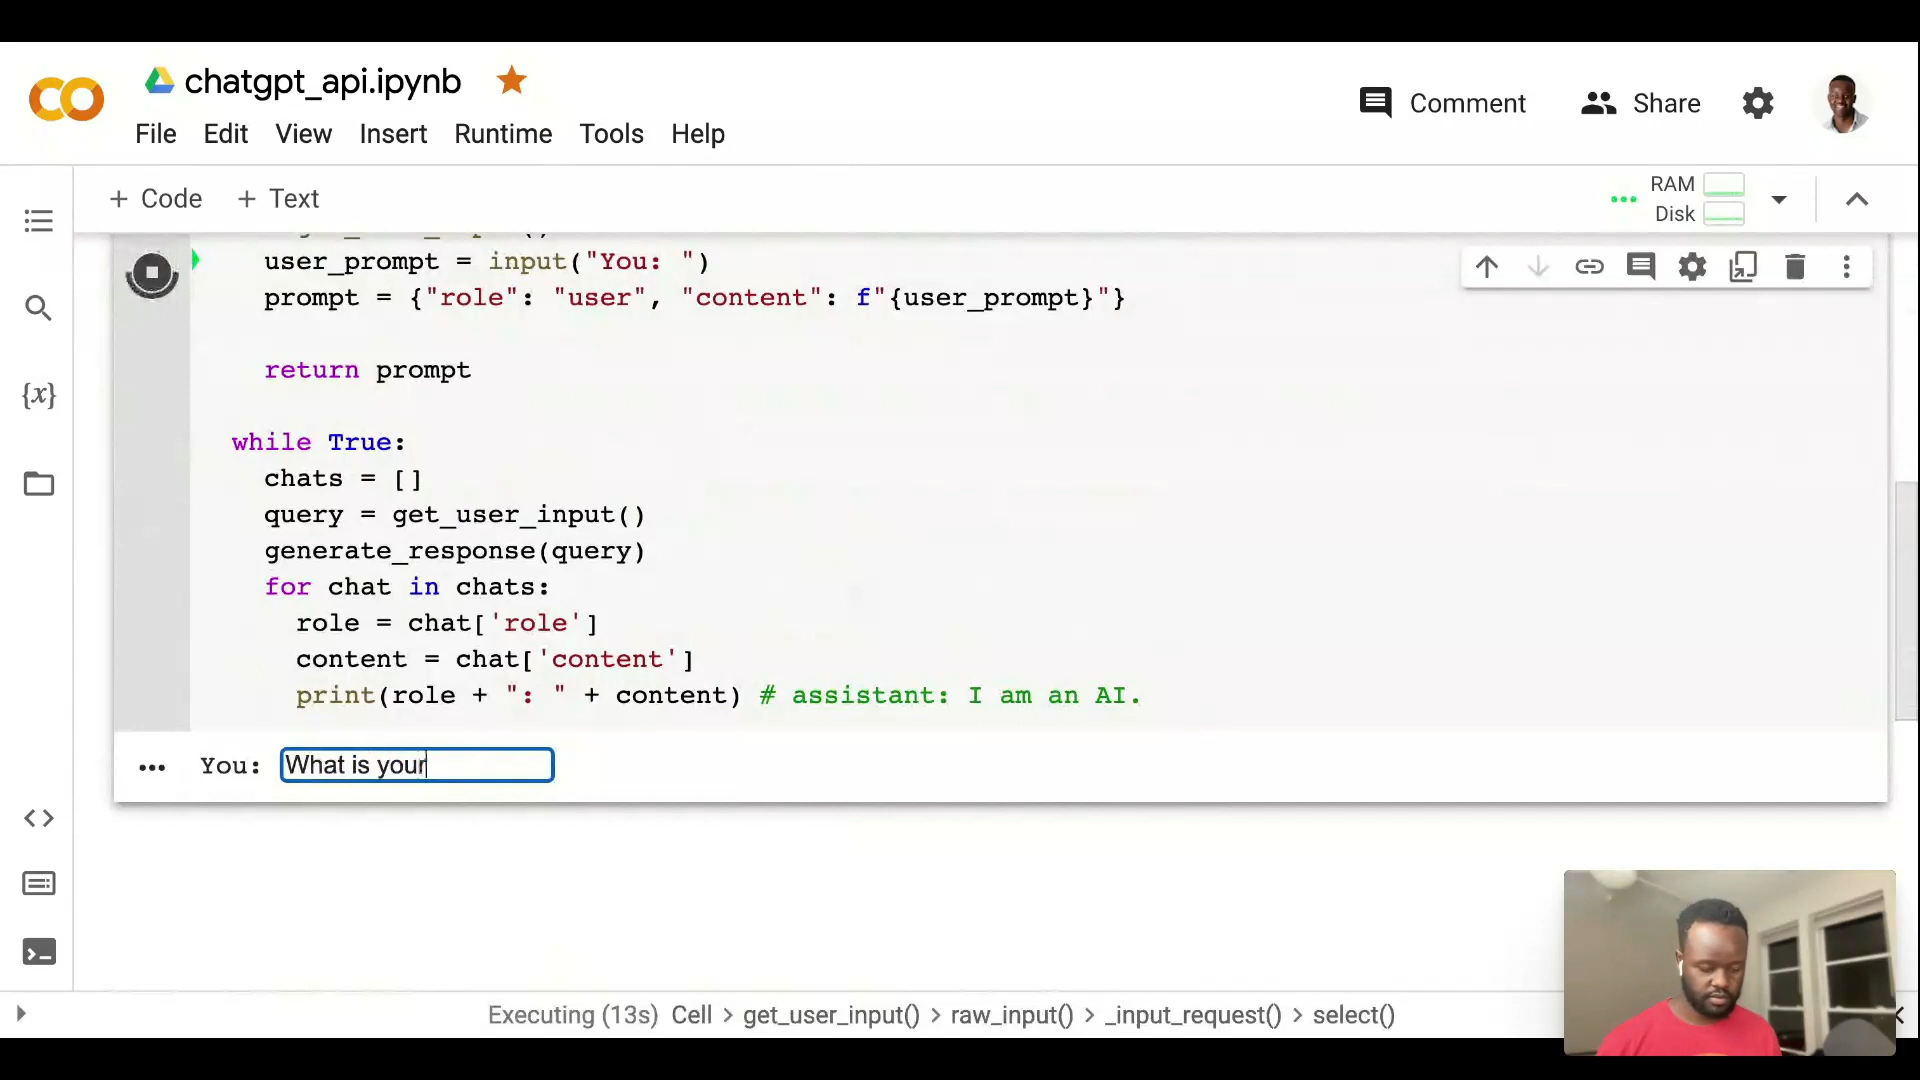 chatgpt_api.ipynb
File Edit View Insert Runtime Tools Help
Comment Share
+ Code + Text
RAM
Disk
user_prompt = input("You: ")
prompt = {"role": "user", "content": f"{user_prompt}"}
return prompt
while True:
chats = []
query = get_user_input()
generate_response(query)
for chat in chats:
role = chat['role']
content = chat['content']
print(role + ": " + content) # assistant: I am an AI.
You: What is your
Executing (13s) Cell > get_user_input() > raw_input() > _input_request() > select()